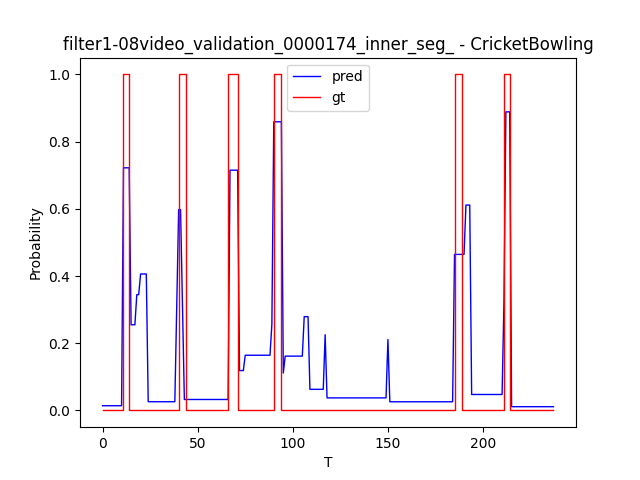 filter1-08video_validation_0000174_inner_seg_ - CricketBowling
pred
gt
1.0
0.8
0.6
0.4
0.2
0.0
Probability
0
50
100
150
200
T